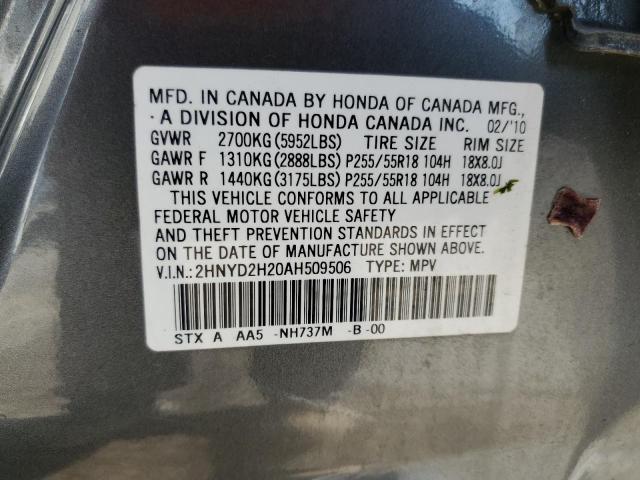 MFD. IN CANADA BY HONDA OF CANADA MFG.,
A DIVISION OF HONDA CANADA INC. 02/'10
GVWR 2700KG(5952LBS) TIRE SIZE RIM SIZE
GAWR F 1310KG(2888LBS) P255/55R18 104H 18X8.0J
GAWR R 1440KG(3175LBS) P255/55R18 104H 18X8.0J
THIS VEHICLE CONFORMS TO ALL APPLICABLE
FEDERAL MOTOR VEHICLE SAFETY
AND THEFT PREVENTION STANDARDS IN EFFECT
ON THE DATE OF MANUFACTURE SHOWN ABOVE.
V.I.N.:2HNYD2H20AH509506 TYPE: MPV
STX A AA5 -NH737M -B -00